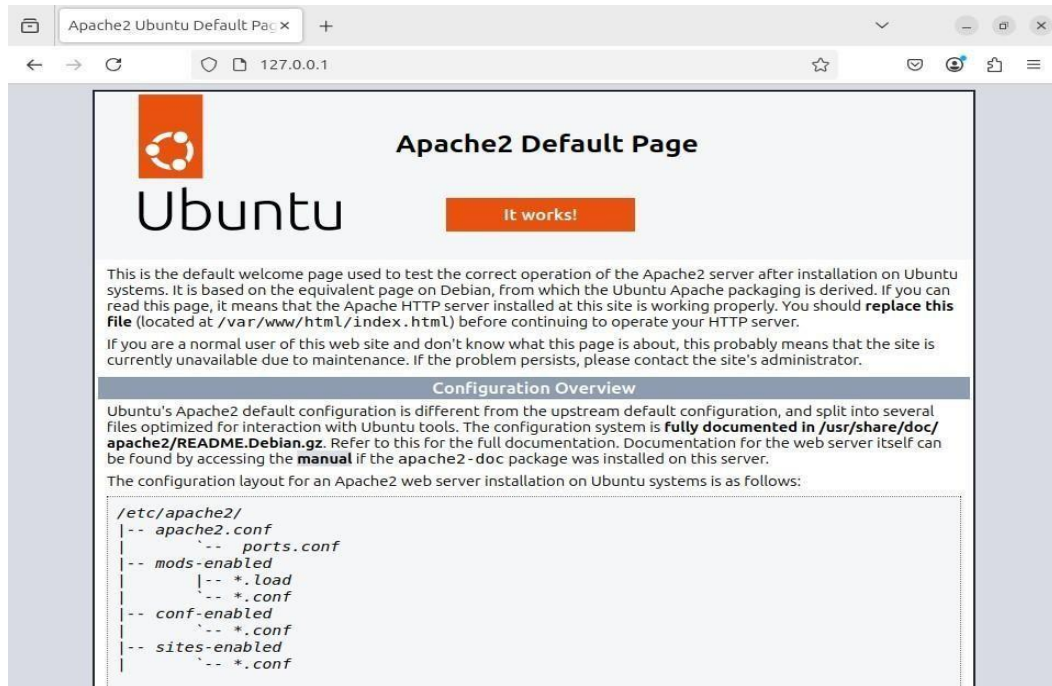 Apache2 Ubuntu Default Pag
127.0.0.1
Apache2 Default Page
Ubuntu
It works!
This is the default welcome page used to test the correct operation of the Apache2 server after installation on Ubuntu
systems. It is based on the equivalent page on Debian, from which the Ubuntu Apache packaging is derived. If you can
read this page, it means that the Apache HTTP server installed at this site is working properly. You should replace this
file (located at /var/www/html/index.html) before continuing to operate your HTTP server.
If you are a normal user of this web site and don't know what this page is about, this probably means that the site is
currently unavailable due to maintenance. If the problem persists, please contact the site's administrator.
Configuration Overview
Ubuntu's Apache2 default configuration is different from the upstream default configuration, and split into several
files optimized for interaction with Ubuntu tools. The configuration system is fully documented in /usr/share/doc/
apache2/README.Debian.gz. Refer to this for the full documentation. Documentation for the web server itself can
be found by accessing the manual if the apache2-doc package was installed on this server.
The configuration layout for an Apache2 web server installation on Ubuntu systems is as follows:
/etc/apache2/
|-- apache2.conf
|       `--  ports.conf
|-- mods-enabled
|       |-- *.load
|       `-- *.conf
|-- conf-enabled
|       `-- *.conf
|-- sites-enabled
|       `-- *.conf